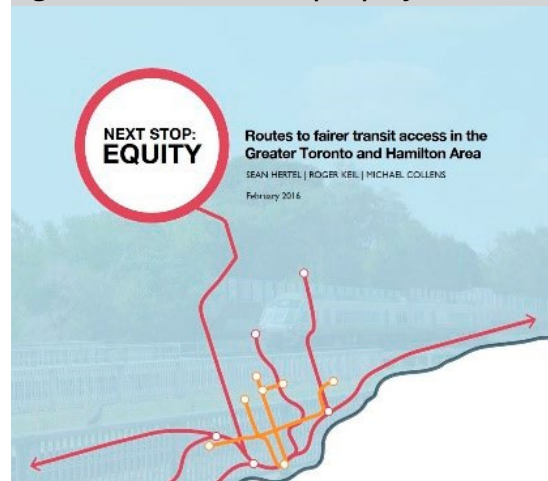 NEXT STOP:
EQUITY
Routes to fairer transit access in the
Greater Toronto and Hamilton Area
SEAN HERTEL | ROGER KEIL | MICHAEL COLLENS
February 2016